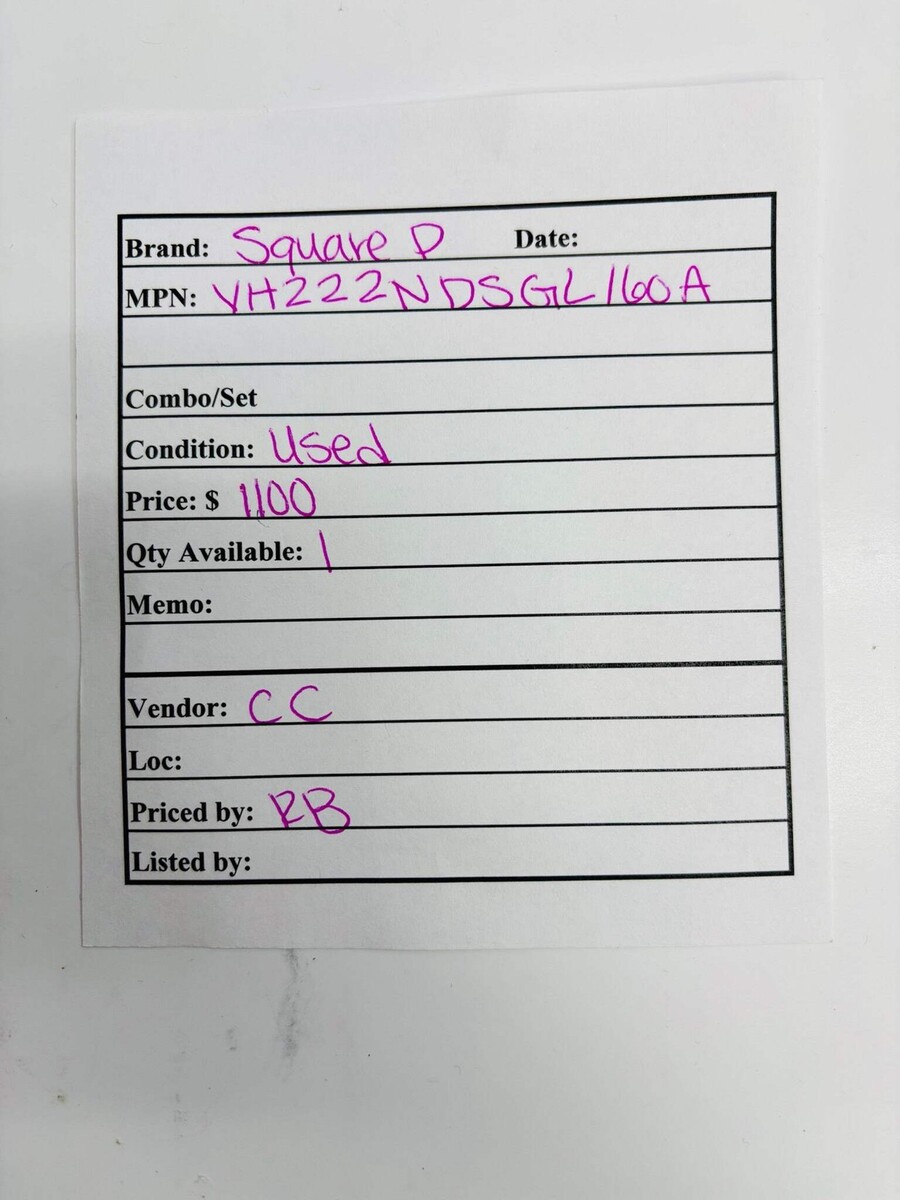 Brand: Square D Date:
MPN: VH222NDSGL160A
Combo/Set
Condition: Used
Price: $ 1100
Qty Available: 1
Memo:
Vendor: CC
Loc:
Priced by: RB
Listed by: